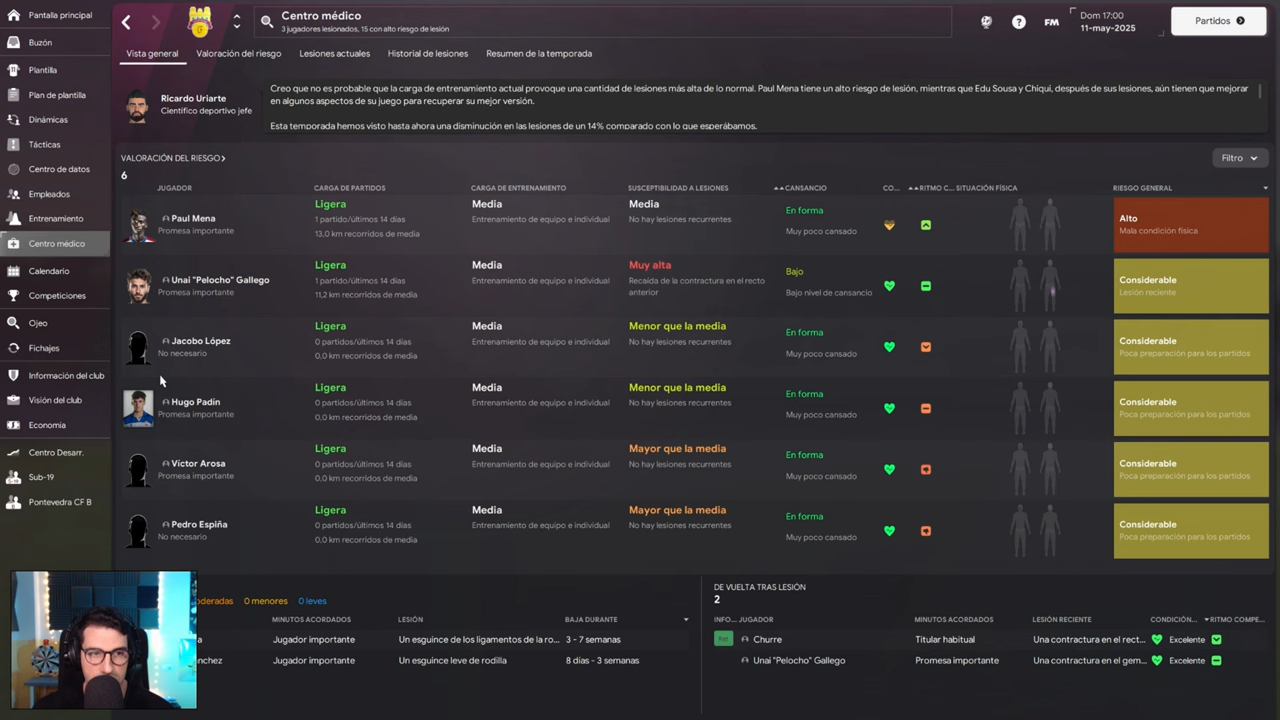 Pantalla principal
Buzón
Plantilla
Plan de plantilla
Dinámicas
Tácticas
Centro de datos
Empleados
Entrenamiento
Centro médico
Calendario
Competiciones
Ojeo
Fichajes
Información del club
Visión del club
Economía
Centro Desarr.
Sub-19
Pontevedra CF B
Centro médico
3 jugadores lesionados, 15 con alto riesgo de lesión
FM
Dom 17:00
11-may-2025
Partidos
Vista general
Valoración del riesgo
Lesiones actuales
Historial de lesiones
Resumen de la temporada
Ricardo Uriarte
Científico deportivo jefe
Creo que no es probable que la carga de entrenamiento actual provoque una cantidad de lesiones más alta de lo normal. Paul Mena tiene un alto riesgo de lesión, mientras que Edu Sousa y Chiqui, después de sus lesiones, aún tienen que mejorar
en algunos aspectos de su juego para recuperar su mejor versión.
Esta temporada hemos visto hasta ahora una disminución en las lesiones de un 14% comparado con lo que esperábamos.
VALORACIÓN DEL RIESGO
6
Filtro
JUGADOR CARGA DE PARTIDOS CARGA DE ENTRENAMIENTO SUSCEPTIBILIDAD A LESIONES CANSANCIO CO... RITMO C... SITUACIÓN FÍSICA RIESGO GENERAL
Paul Mena
Promesa importante
Ligera
1 partido/últimos 14 días
13,0 km recorridos de media
Media
Entrenamiento de equipo e individual
Media
No hay lesiones recurrentes
En forma
Muy poco cansado
Alto
Mala condición física
Unai "Pelocho" Gallego
Promesa importante
Ligera
1 partido/últimos 14 días
11,2 km recorridos de media
Media
Entrenamiento de equipo e individual
Muy alta
Recaída de la contractura en el recto
anterior
Bajo
Bajo nivel de cansancio
Considerable
Lesión reciente
Jacobo López
No necesario
Ligera
0 partidos/últimos 14 días
0,0 km recorridos de media
Media
Entrenamiento de equipo e individual
Menor que la media
No hay lesiones recurrentes
En forma
Muy poco cansado
Considerable
Poca preparación para los partidos
Hugo Padín
Promesa importante
Ligera
0 partidos/últimos 14 días
0,0 km recorridos de media
Media
Entrenamiento de equipo e individual
Menor que la media
No hay lesiones recurrentes
En forma
Muy poco cansado
Considerable
Poca preparación para los partidos
Víctor Arosa
Promesa importante
Ligera
0 partidos/últimos 14 días
0,0 km recorridos de media
Media
Entrenamiento de equipo e individual
Mayor que la media
No hay lesiones recurrentes
En forma
Muy poco cansado
Considerable
Poca preparación para los partidos
Pedro Espiña
No necesario
Ligera
0 partidos/últimos 14 días
0,0 km recorridos de media
Media
Entrenamiento de equipo e individual
Mayor que la media
No hay lesiones recurrentes
En forma
Muy poco cansado
Considerable
Poca preparación para los partidos
oderadas 0 menores 0 leves
MINUTOS ACORDADOS LESIÓN BAJA DURANTE
Jugador importante Un esguince de los ligamentos de la ro... 3 - 7 semanas
Jugador importante Un esguince leve de rodilla 8 días - 3 semanas
DE VUELTA TRAS LESIÓN
2
INFO... JUGADOR MINUTOS ACORDADOS LESIÓN RECIENTE CONDICIÓN... RITMO COMPE...
Churre Titular habitual Una contractura en el rect... Excelente
Unai "Pelocho" Gallego Promesa importante Una contractura en el gem... Excelente